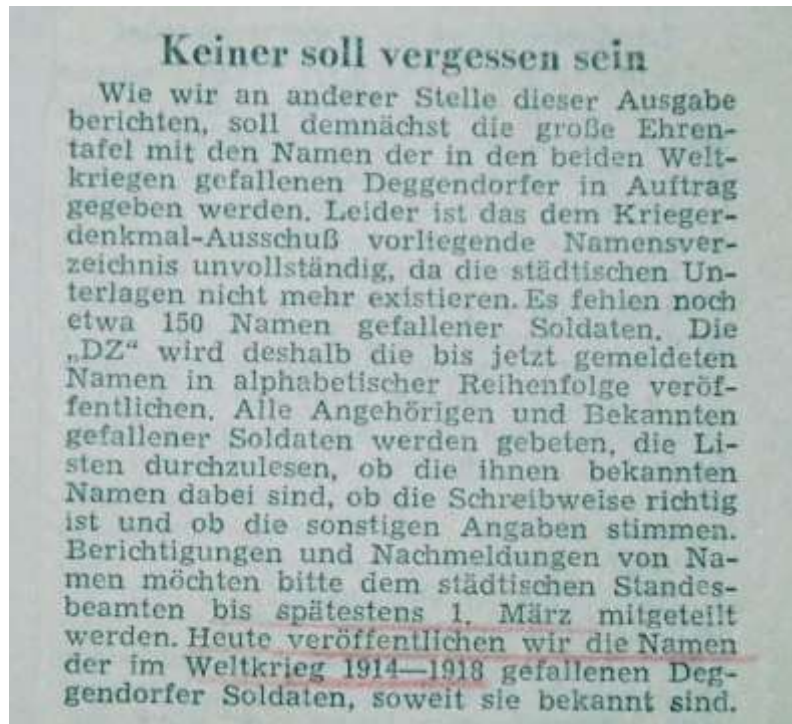 Keiner soll vergessen sein
Wie wir an anderer Stelle dieser Ausgabe
berichten, soll demnächst die große Ehren-
tafel mit den Namen der in den beiden Welt-
kriegen gefallenen Deggendorfer in Auftrag
gegeben werden. Leider ist das dem Krieger-
denkmal-Ausschuß vorliegende Namensver-
zeichnis unvollständig, da die städtischen Un-
terlagen nicht mehr existieren. Es fehlen noch
etwa 150 Namen gefallener Soldaten. Die
„DZ“ wird deshalb die bis jetzt gemeldeten
Namen in alphabetischer Reihenfolge veröf-
fentlichen. Alle Angehörigen und Bekannten
gefallener Soldaten werden gebeten, die Li-
sten durchzulesen, ob die ihnen bekannten
Namen dabei sind, ob die Schreibweise richtig
ist und ob die sonstigen Angaben stimmen.
Berichtigungen und Nachmeldungen von Na-
men möchten bitte dem städtischen Standes-
beamten bis spätestens 1. März mitgeteilt
werden. Heute veröffentlichen wir die Namen
der im Weltkrieg 1914—1918 gefallenen Deg-
gendorfer Soldaten, soweit sie bekannt sind.